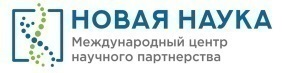 НОВАЯ НАУКА
Международный центр
научного партнерства